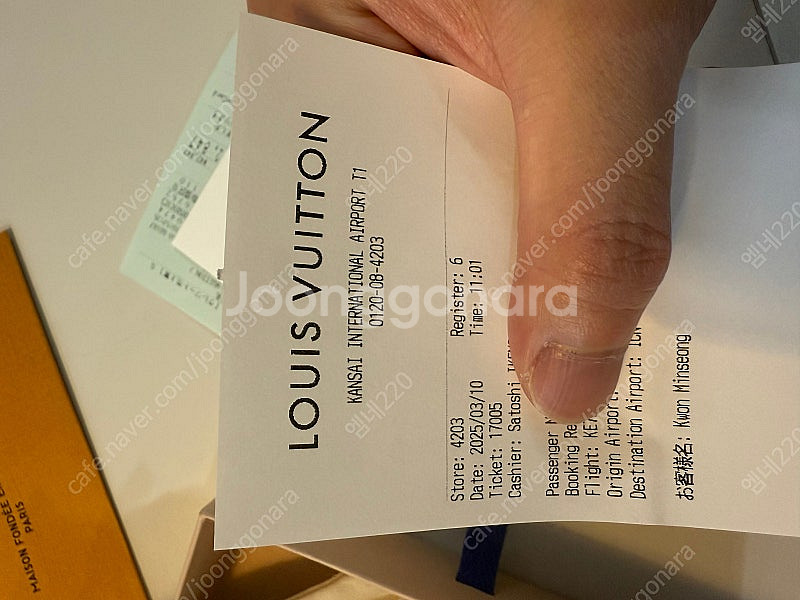 LOUIS VUITTON
KANSAI INTERNATIONAL AIRPORT T1
0120-08-4203
Store: 4203 Register: 6
Date: 2025/03/10 Time: 11:01
Ticket: 17005
Cashier: Satoshi
Passenger
Booking
Flight:
Origin Airport:
Destination Airport:
お客様名: Kwon Minseong
MAISON FONDÉE
PARIS
Joonggonara
cafe.naver.com/joonggonara
엠네220